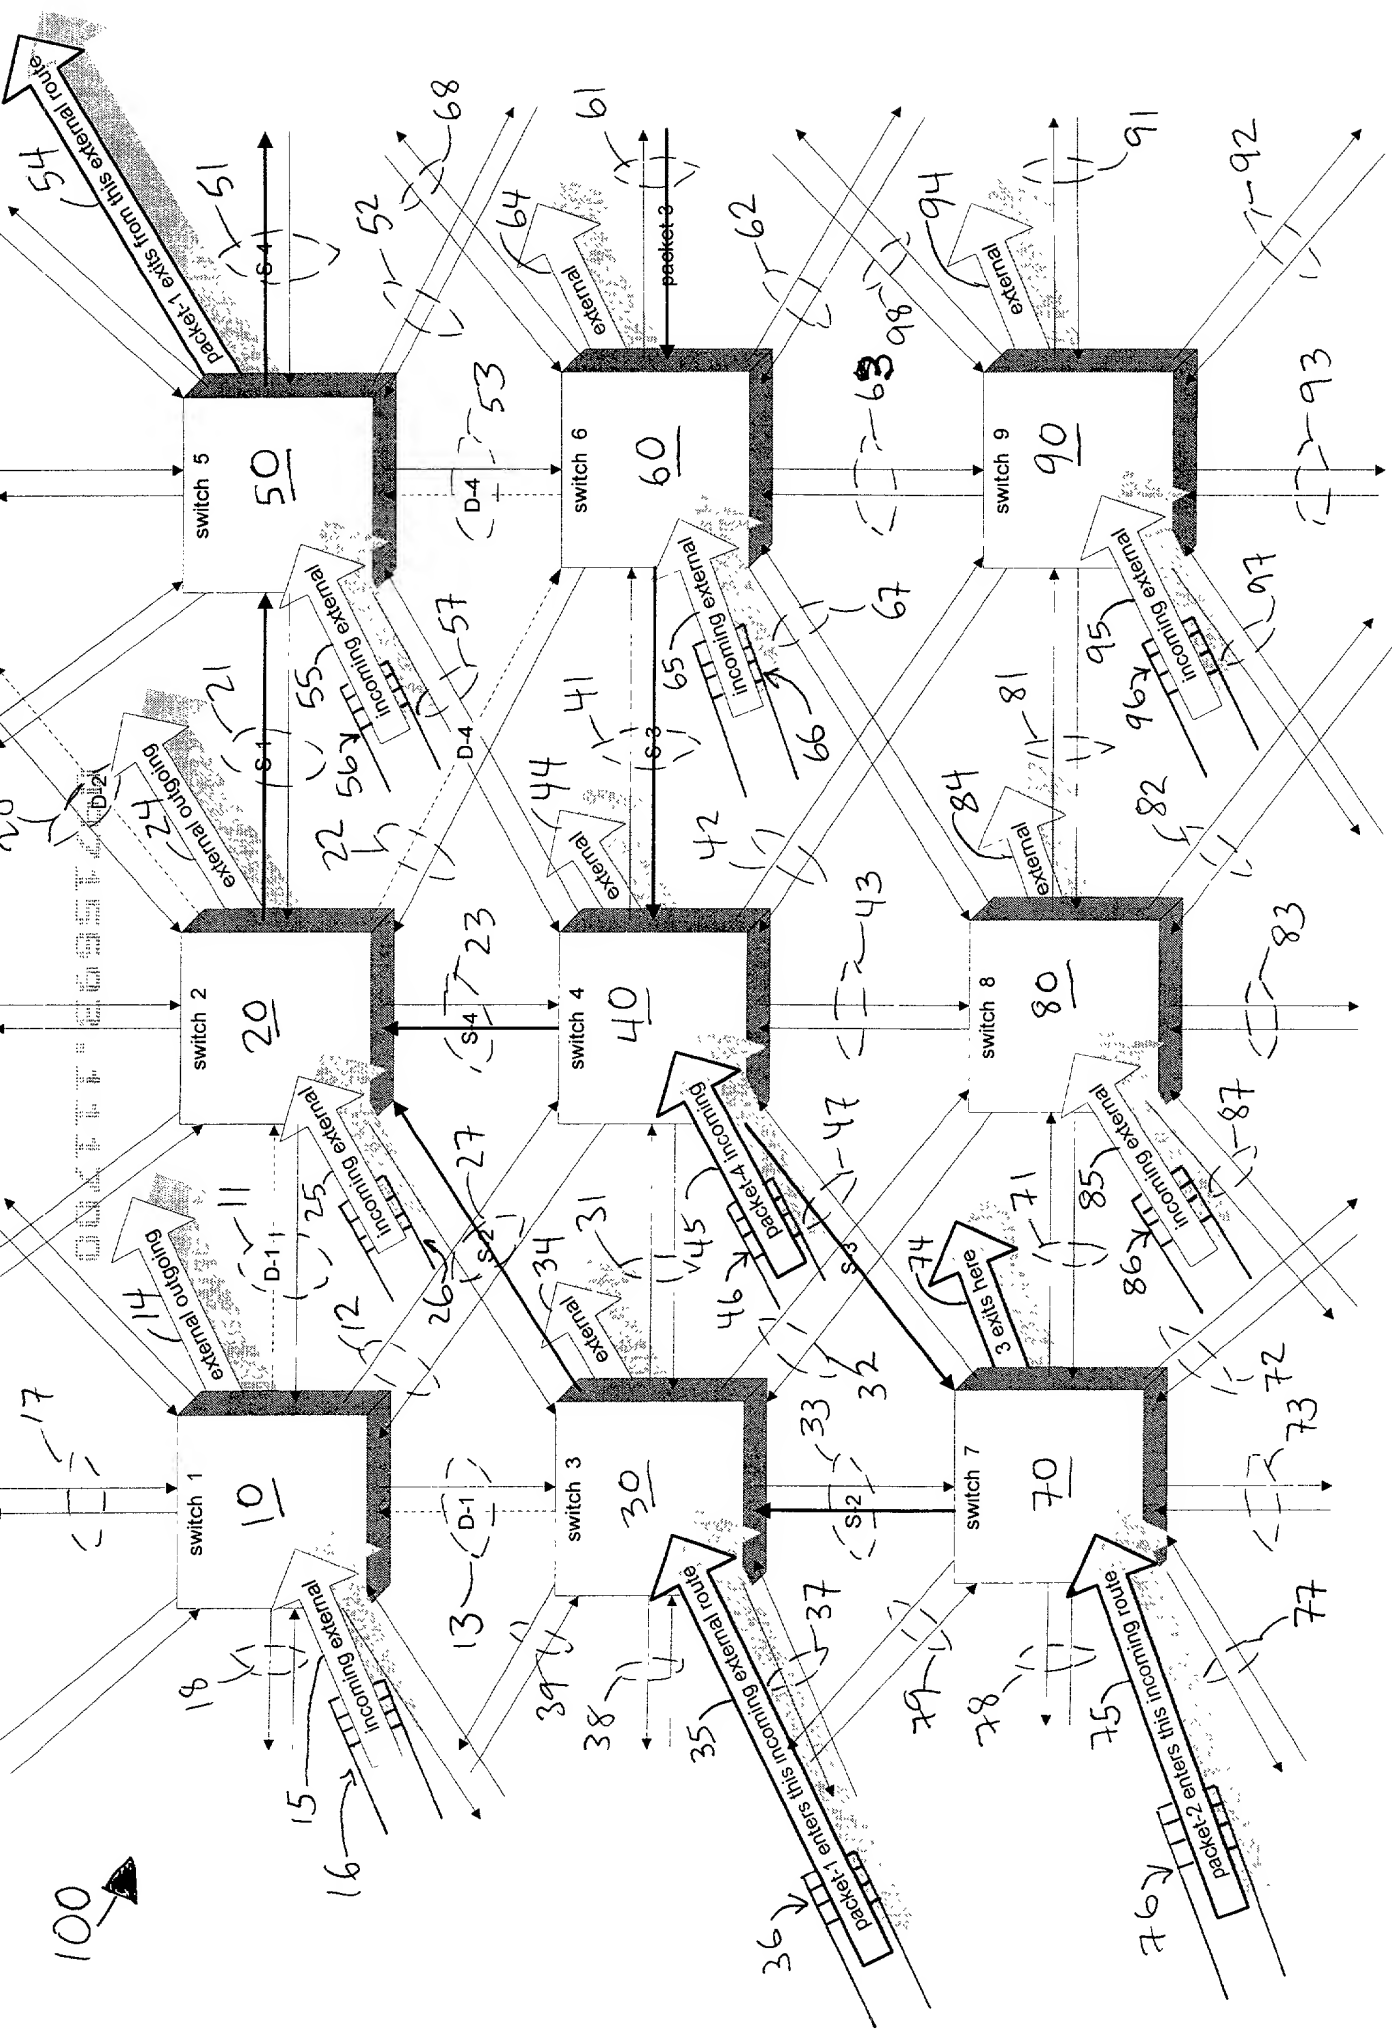 100
17
switch 1
10
18
15
16
incoming external
14
external outgoing
11
D-1
12
13
D-1
D-2
switch 2
20
25
26
incoming external
24
external outgoing
21
S-1
22
23
S-4
27
S-2
switch 5
50
55
56
incoming external
57
54
packet-1 exits from this external route
51
S-4
52
53
D-4
D-4
switch 3
30
39
38
35
36
packet-1 enters this incoming external route
37
34
external
31
32
33
S-2
switch 4
40
45
46
packet-4 incoming
47
S-3
44
external
41
S-3
42
43
switch 6
60
65
66
incoming external
67
64
external
68
61
packet 3
62
63
switch 7
70
79
78
75
76
packet-2 enters this incoming route
77
74
3 exits here
71
72
73
switch 8
80
85
86
incoming external
87
84
external
81
82
83
switch 9
90
95
96
incoming external
97
98
94
external
91
92
93